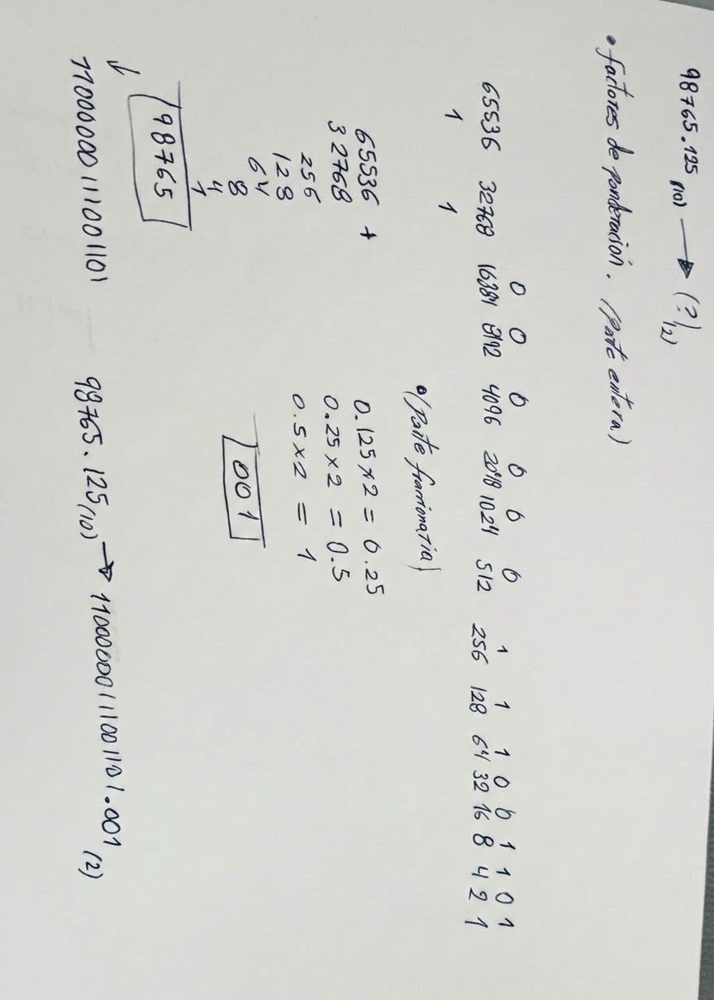 98765.125 (10) → (?) (2)
• factores de ponderación. (parte entera)
0 0 0 0 0 0 1 1 1 0 0 1 1 0 1
65536 32768 16384 8192 4096 2048 1024 512 256 128 64 32 16 8 4 2 1
1 1
• (parte fraccionaria)
65536 +
32768
256
128
64
8
4
1
98765
0.125 x 2 = 0.25
0.25 x 2 = 0.5
0.5 x 2 = 1
001
↓
11000000111001101
98765.125 (10) → 11000000111001101.001 (2)